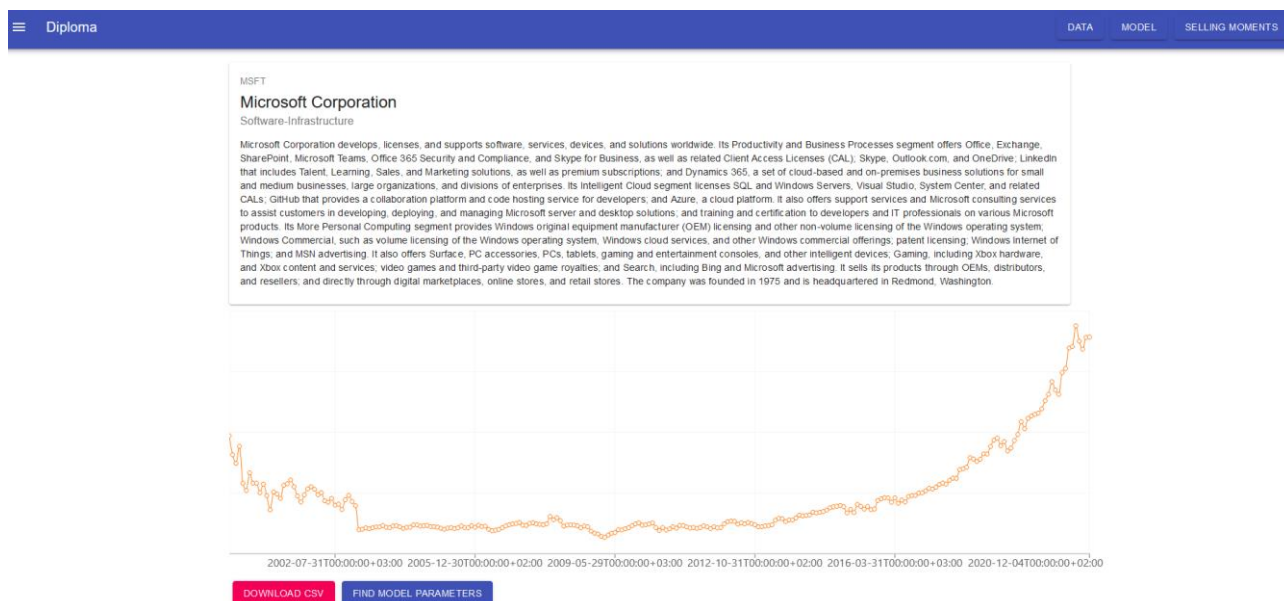 Diploma
DATA MODEL SELLING MOMENTS
MSFT
Microsoft Corporation
Software-Infrastructure
Microsoft Corporation develops, licenses, and supports software, services, devices, and solutions worldwide. Its Productivity and Business Processes segment offers Office, Exchange,
SharePoint, Microsoft Teams, Office 365 Security and Compliance, and Skype for Business, as well as related Client Access Licenses (CAL); Skype, Outlook.com, and OneDrive; LinkedIn
that includes Talent, Learning, Sales, and Marketing solutions, as well as premium subscriptions; and Dynamics 365, a set of cloud-based and on-premises business solutions for small
and medium businesses, large organizations, and divisions of enterprises. Its Intelligent Cloud segment licenses SQL and Windows Servers, Visual Studio, System Center, and related
CALs; GitHub that provides a collaboration platform and code hosting service for developers; and Azure, a cloud platform. It also offers support services and Microsoft consulting services
to assist customers in developing, deploying, and managing Microsoft server and desktop solutions; and training and certification to developers and IT professionals on various Microsoft
products. Its More Personal Computing segment provides Windows original equipment manufacturer (OEM) licensing and other non-volume licensing of the Windows operating system;
Windows Commercial, such as volume licensing of the Windows operating system, Windows cloud services, and other Windows commercial offerings; patent licensing; Windows Internet of
Things; and MSN advertising. It also offers Surface, PC accessories, PCs, tablets, gaming and entertainment consoles, and other intelligent devices; Gaming, including Xbox hardware,
and Xbox content and services; video games and third-party video game royalties; and Search, including Bing and Microsoft advertising. It sells its products through OEMs, distributors,
and resellers; and directly through digital marketplaces, online stores, and retail stores. The company was founded in 1975 and is headquartered in Redmond, Washington.
2002-07-31T00:00:00+03:00 2005-12-30T00:00:00+02:00 2009-05-29T00:00:00+03:00 2012-10-31T00:00:00+02:00 2016-03-31T00:00:00+03:00 2020-12-04T00:00:00+02:00
DOWNLOAD CSV FIND MODEL PARAMETERS